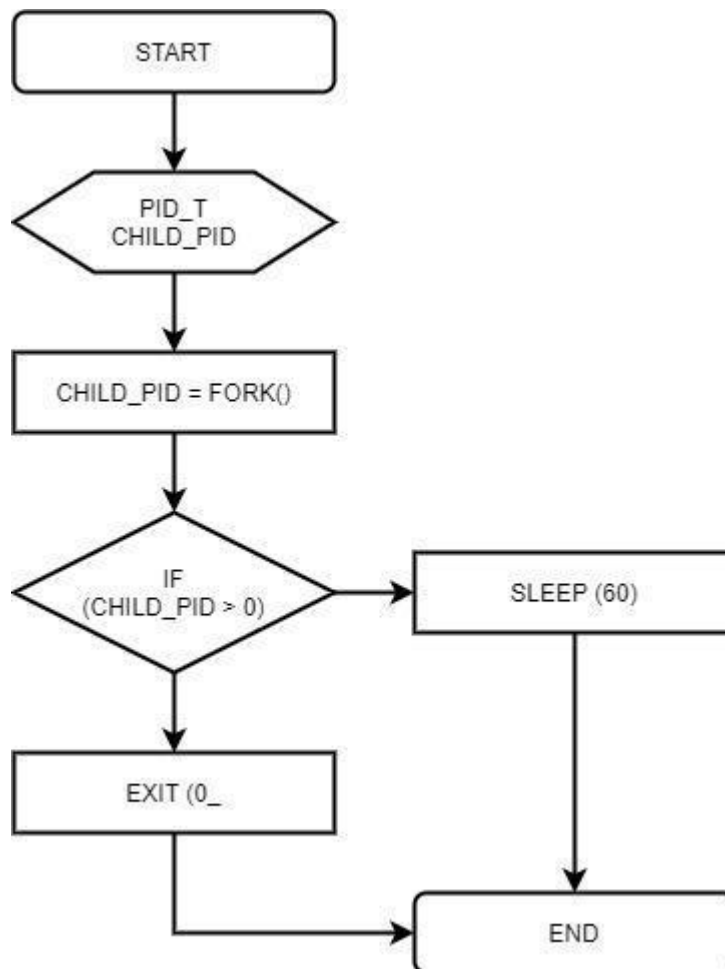 START
PID_T
CHILD_PID
CHILD_PID = FORK()
IF
(CHILD_PID > 0)
SLEEP (60)
EXIT (0_
END